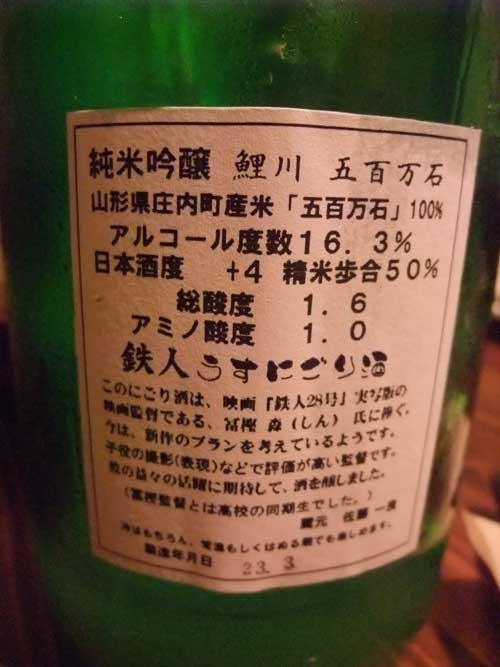 純米吟醸 鯉川 五百万石
山形県庄内町産米「五百万石」100%
アルコール度数16.3%
日本酒度 +4 精米歩合50%
総酸度 1.6
アミノ酸度 1.0
鉄人うすにごり酒
このにごり酒は、映画「鉄人28号」実写版の
映画監督である、冨樫 森(しん)氏に捧ぐ。
今は、新作のプランを考えているようです。
子役の撮影(表現)などで評価が高い監督です。
彼の益々の活躍に期待して、酒を醸しました。
(冨樫監督とは高校の同期生でした。)
蔵元 佐藤 一良
冷はもちろん、常温もしくはぬる燗でも楽しめます。
製造年月日 23.3